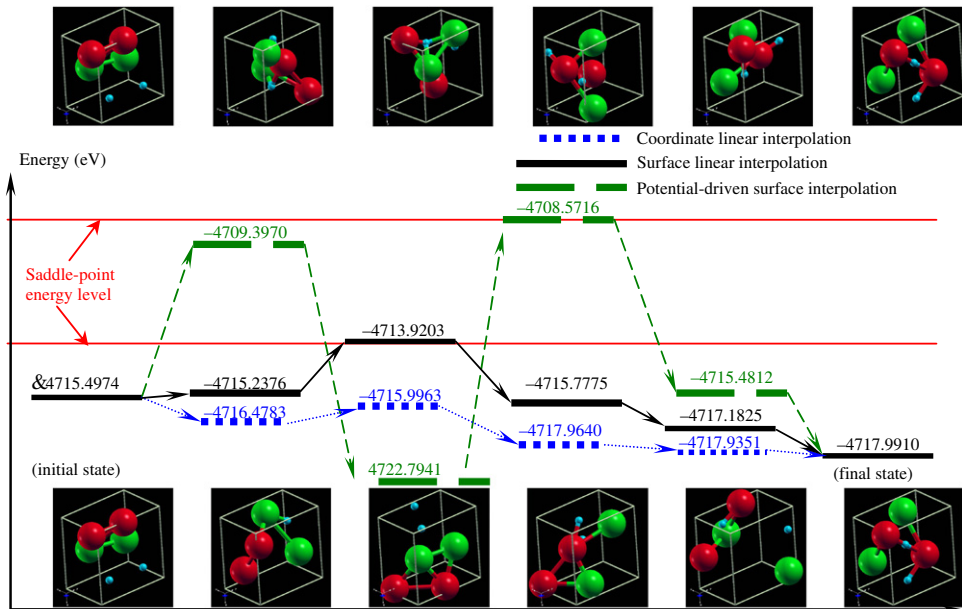 Coordinate linear interpolation
Energy (eV)
Surface linear interpolation
Potential-driven surface interpolation
–4708.5716
–4709.3970
Saddle-point
energy level
–4713.9203
&4715.4974
–4715.2376
–4715.9963
–4715.7775
–4715.4812
–4716.4783
–4717.1825
–4717.9640
–4717.9351
–4717.9910
(initial state)
4722.7941
(final state)